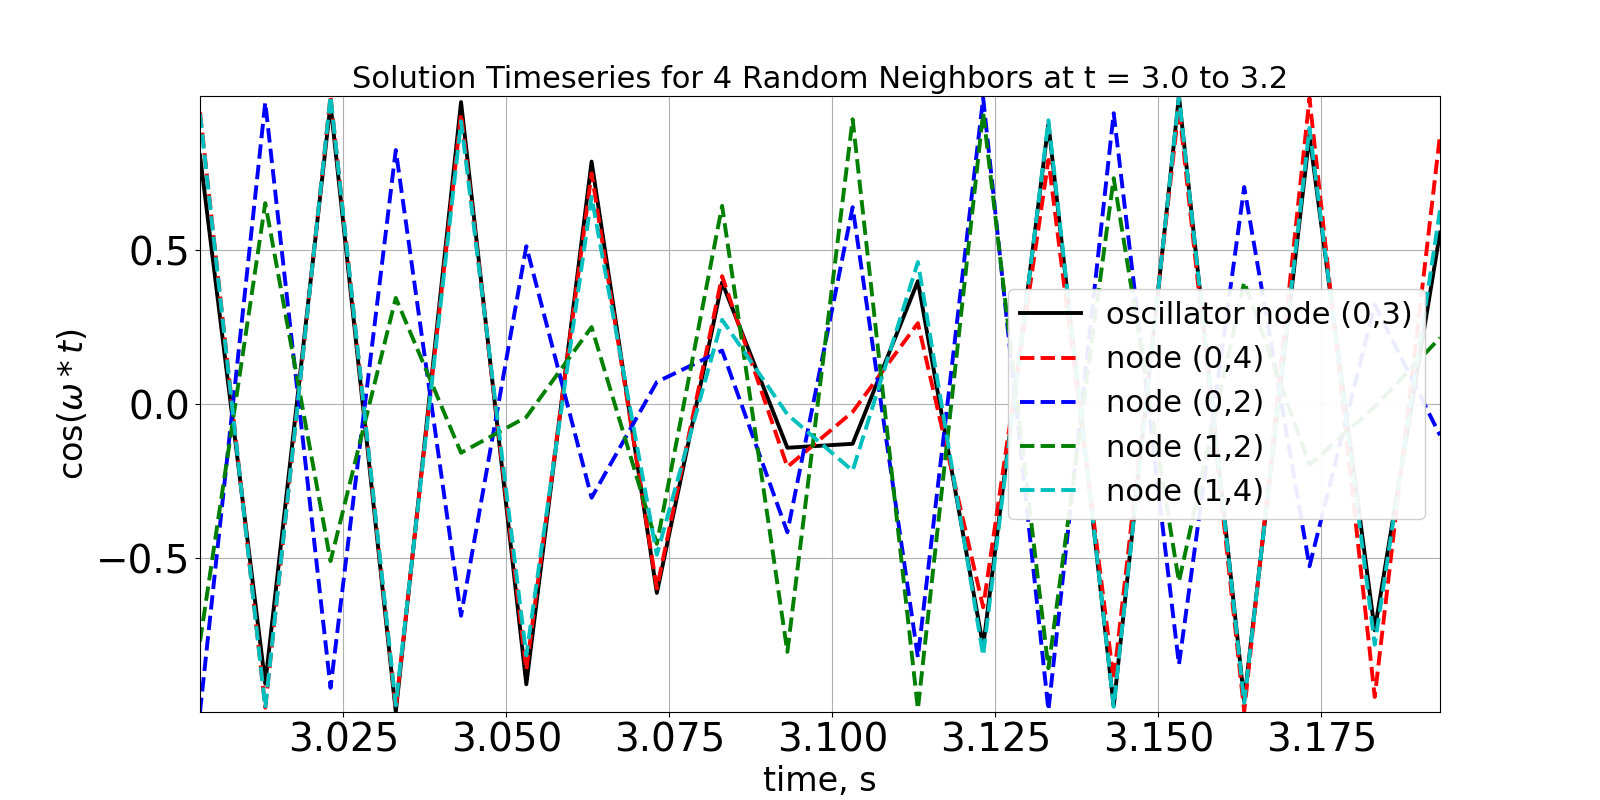 Solution Timeseries for 4 Random Neighbors at t = 3.0 to 3.2
cos(ω * t)
0.5
0.0
−0.5
oscillator node (0,3)
node (0,4)
node (0,2)
node (1,2)
node (1,4)
3.025 3.050 3.075 3.100 3.125 3.150 3.175
time, s